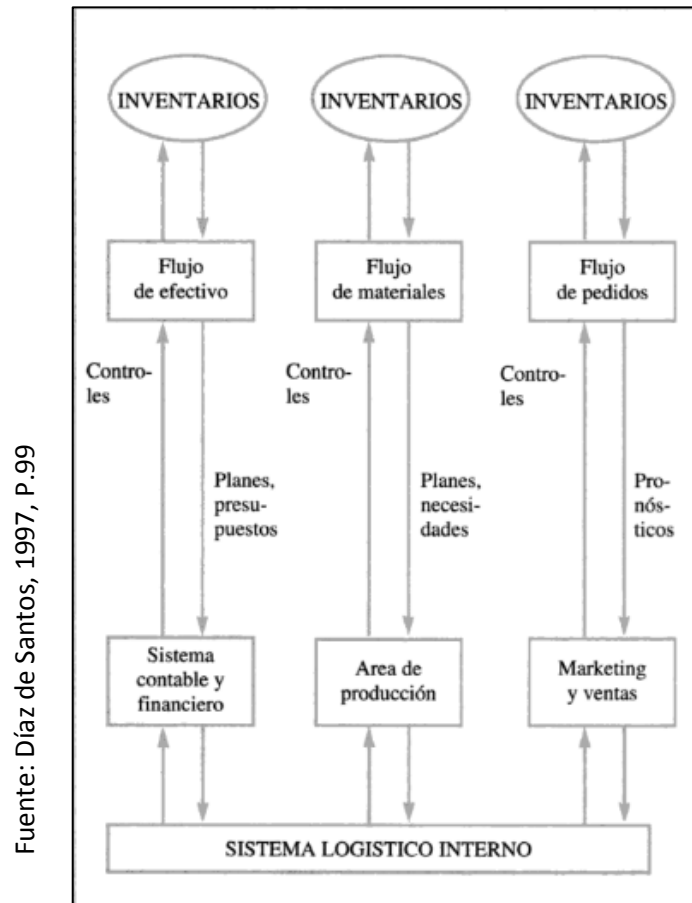 INVENTARIOS
INVENTARIOS
INVENTARIOS
Flujo
de efectivo
Flujo
de materiales
Flujo
de pedidos
Contro-
les
Contro-
les
Contro-
les
Planes,
presu-
puestos
Planes,
necesi-
dades
Pro-
nós-
ticos
Sistema
contable y
financiero
Area de
producción
Marketing
y ventas
SISTEMA LOGISTICO INTERNO
Fuente: Díaz de Santos, 1997, P.99